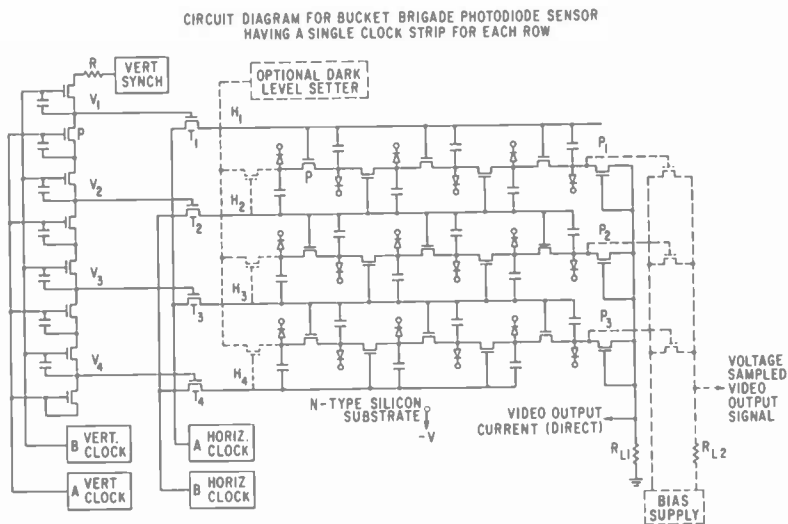 CIRCUIT DIAGRAM FOR BUCKET BRIGADE PHOTODIODE SENSOR
HAVING A SINGLE CLOCK STRIP FOR EACH ROW
R
VERT
SYNCH
OPTIONAL DARK
LEVEL SETTER
V1
H1
T1
P
P1
P
V2
H2
T2
P2
V3
H3
T3
P3
V4
H4
T4
N-TYPE SILICON
SUBSTRATE
-V
VIDEO OUTPUT
CURRENT (DIRECT)
VOLTAGE
SAMPLED
VIDEO
OUTPUT
SIGNAL
B VERT.
CLOCK
A HORIZ.
CLOCK
RL1
RL2
A VERT
CLOCK
B HORIZ
CLOCK
BIAS
SUPPLY